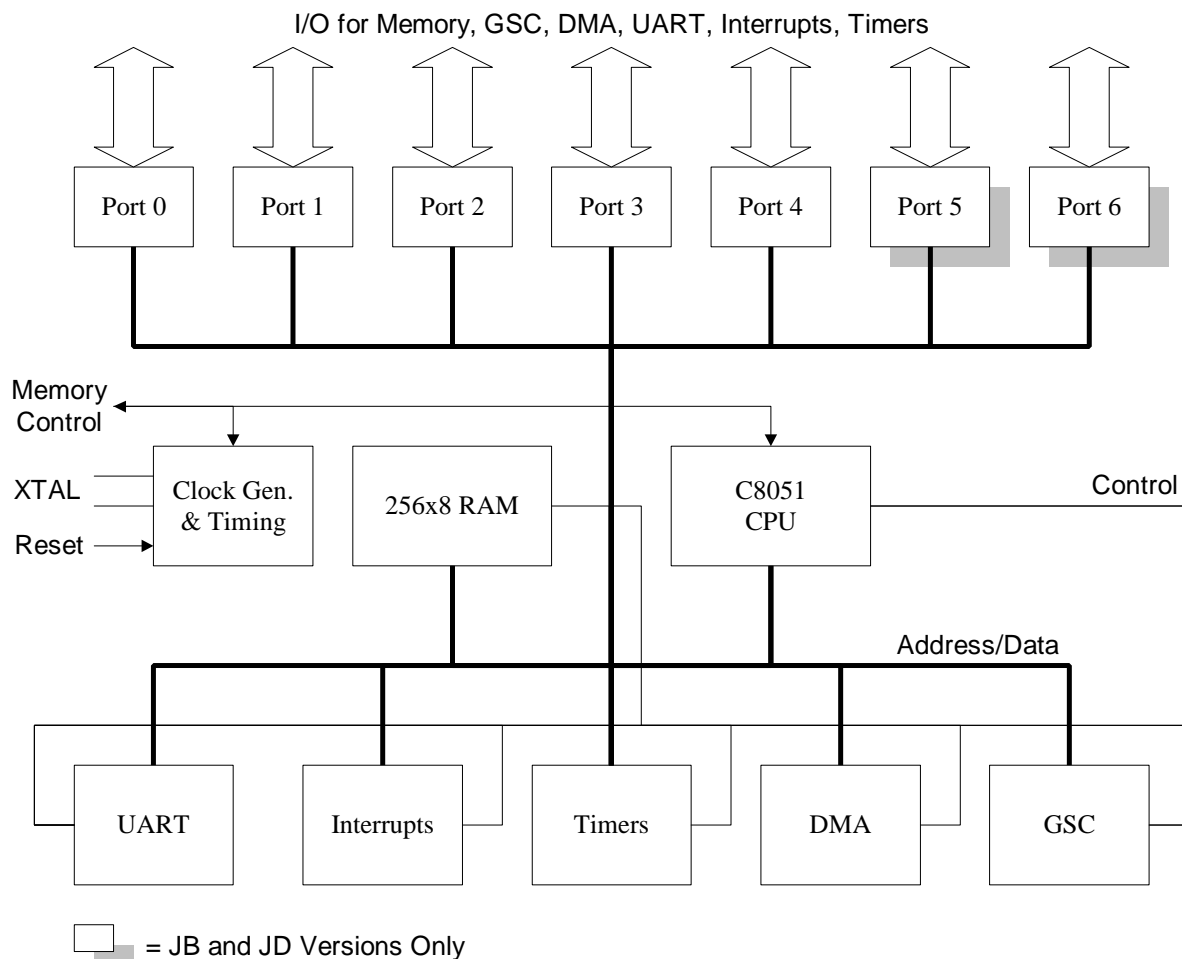 I/O for Memory, GSC, DMA, UART, Interrupts, Timers
Port 0
Port 1
Port 2
Port 3
Port 4
Port 5
Port 6
Memory
Control
XTAL
Reset
Clock Gen.
& Timing
256x8 RAM
C8051
CPU
Control
Address/Data
UART
Interrupts
Timers
DMA
GSC
= JB and JD Versions Only